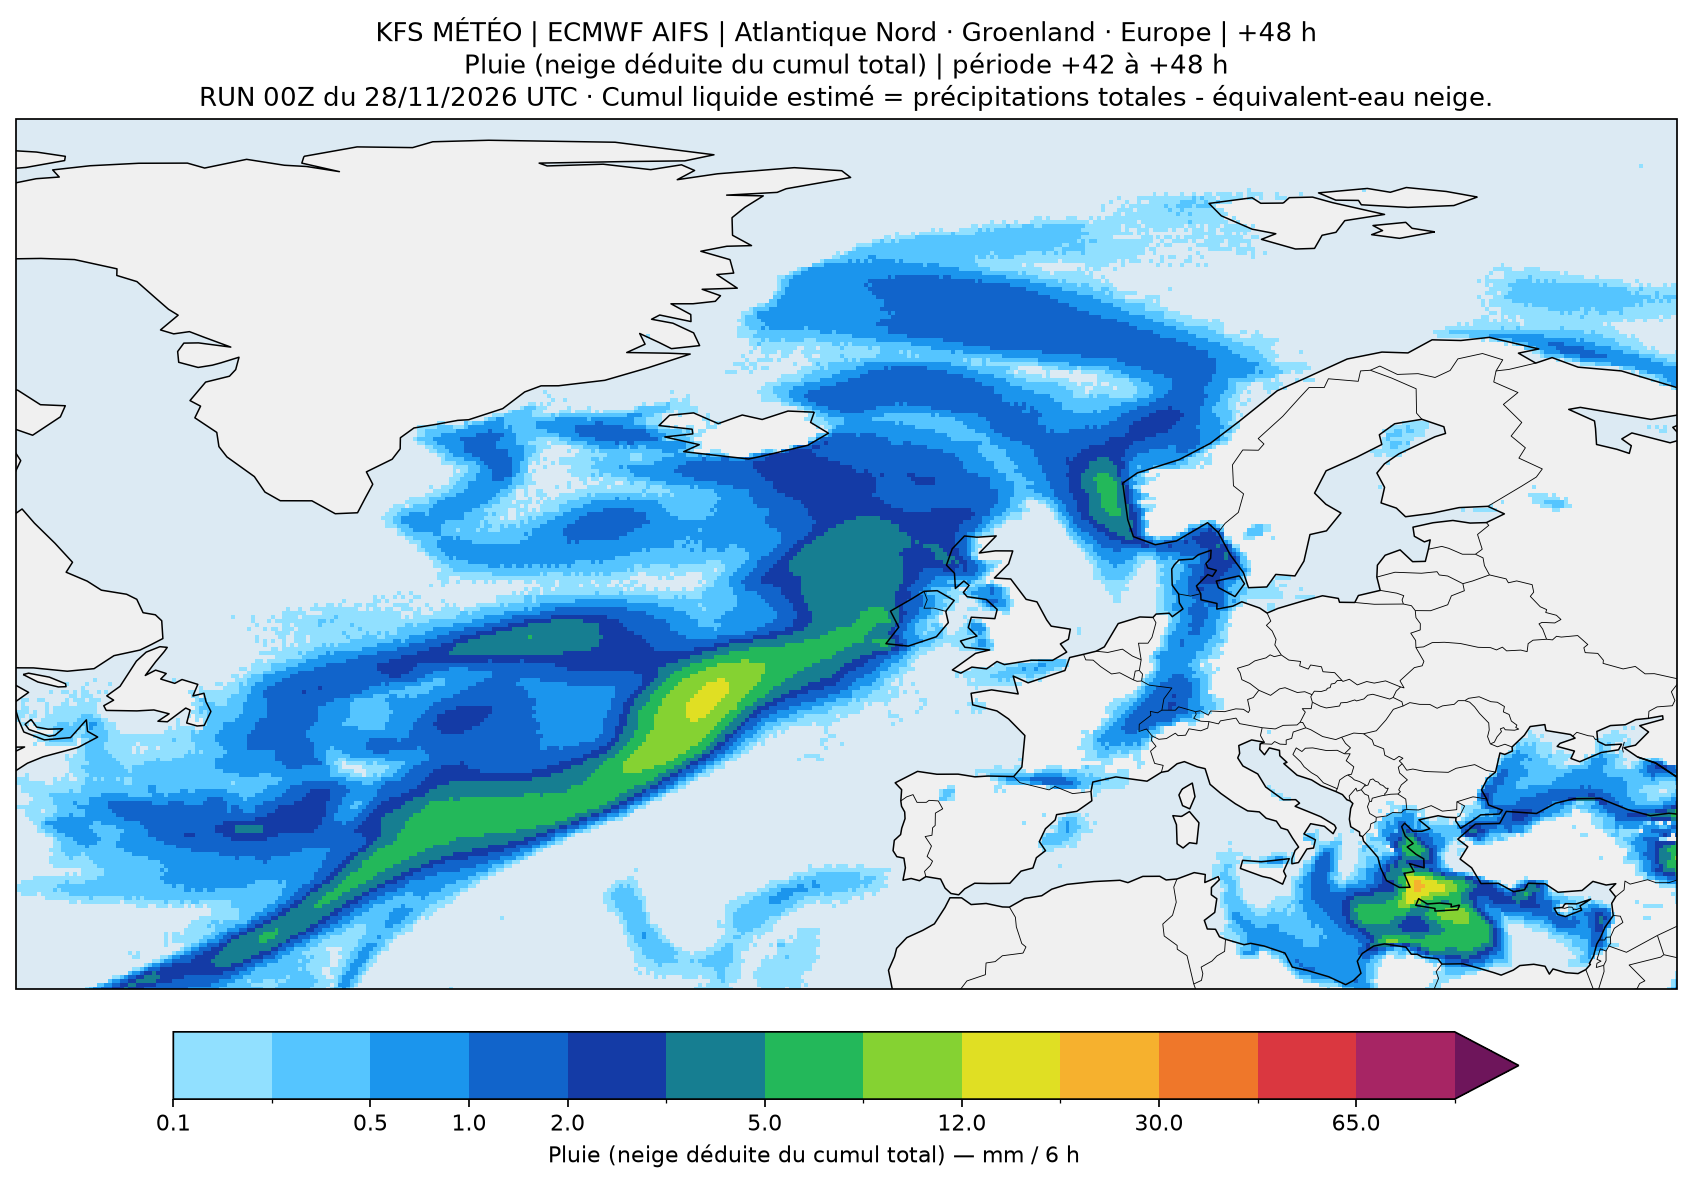 KFS MÉTÉO | ECMWF AIFS | Atlantique Nord · Groenland · Europe | +48 h
Pluie (neige déduite du cumul total) | période +42 à +48 h
RUN 00Z du 28/11/2026 UTC · Cumul liquide estimé = précipitations totales - équivalent-eau neige.
0.1 0.5 1.0 2.0 5.0 12.0 30.0 65.0
Pluie (neige déduite du cumul total) — mm / 6 h